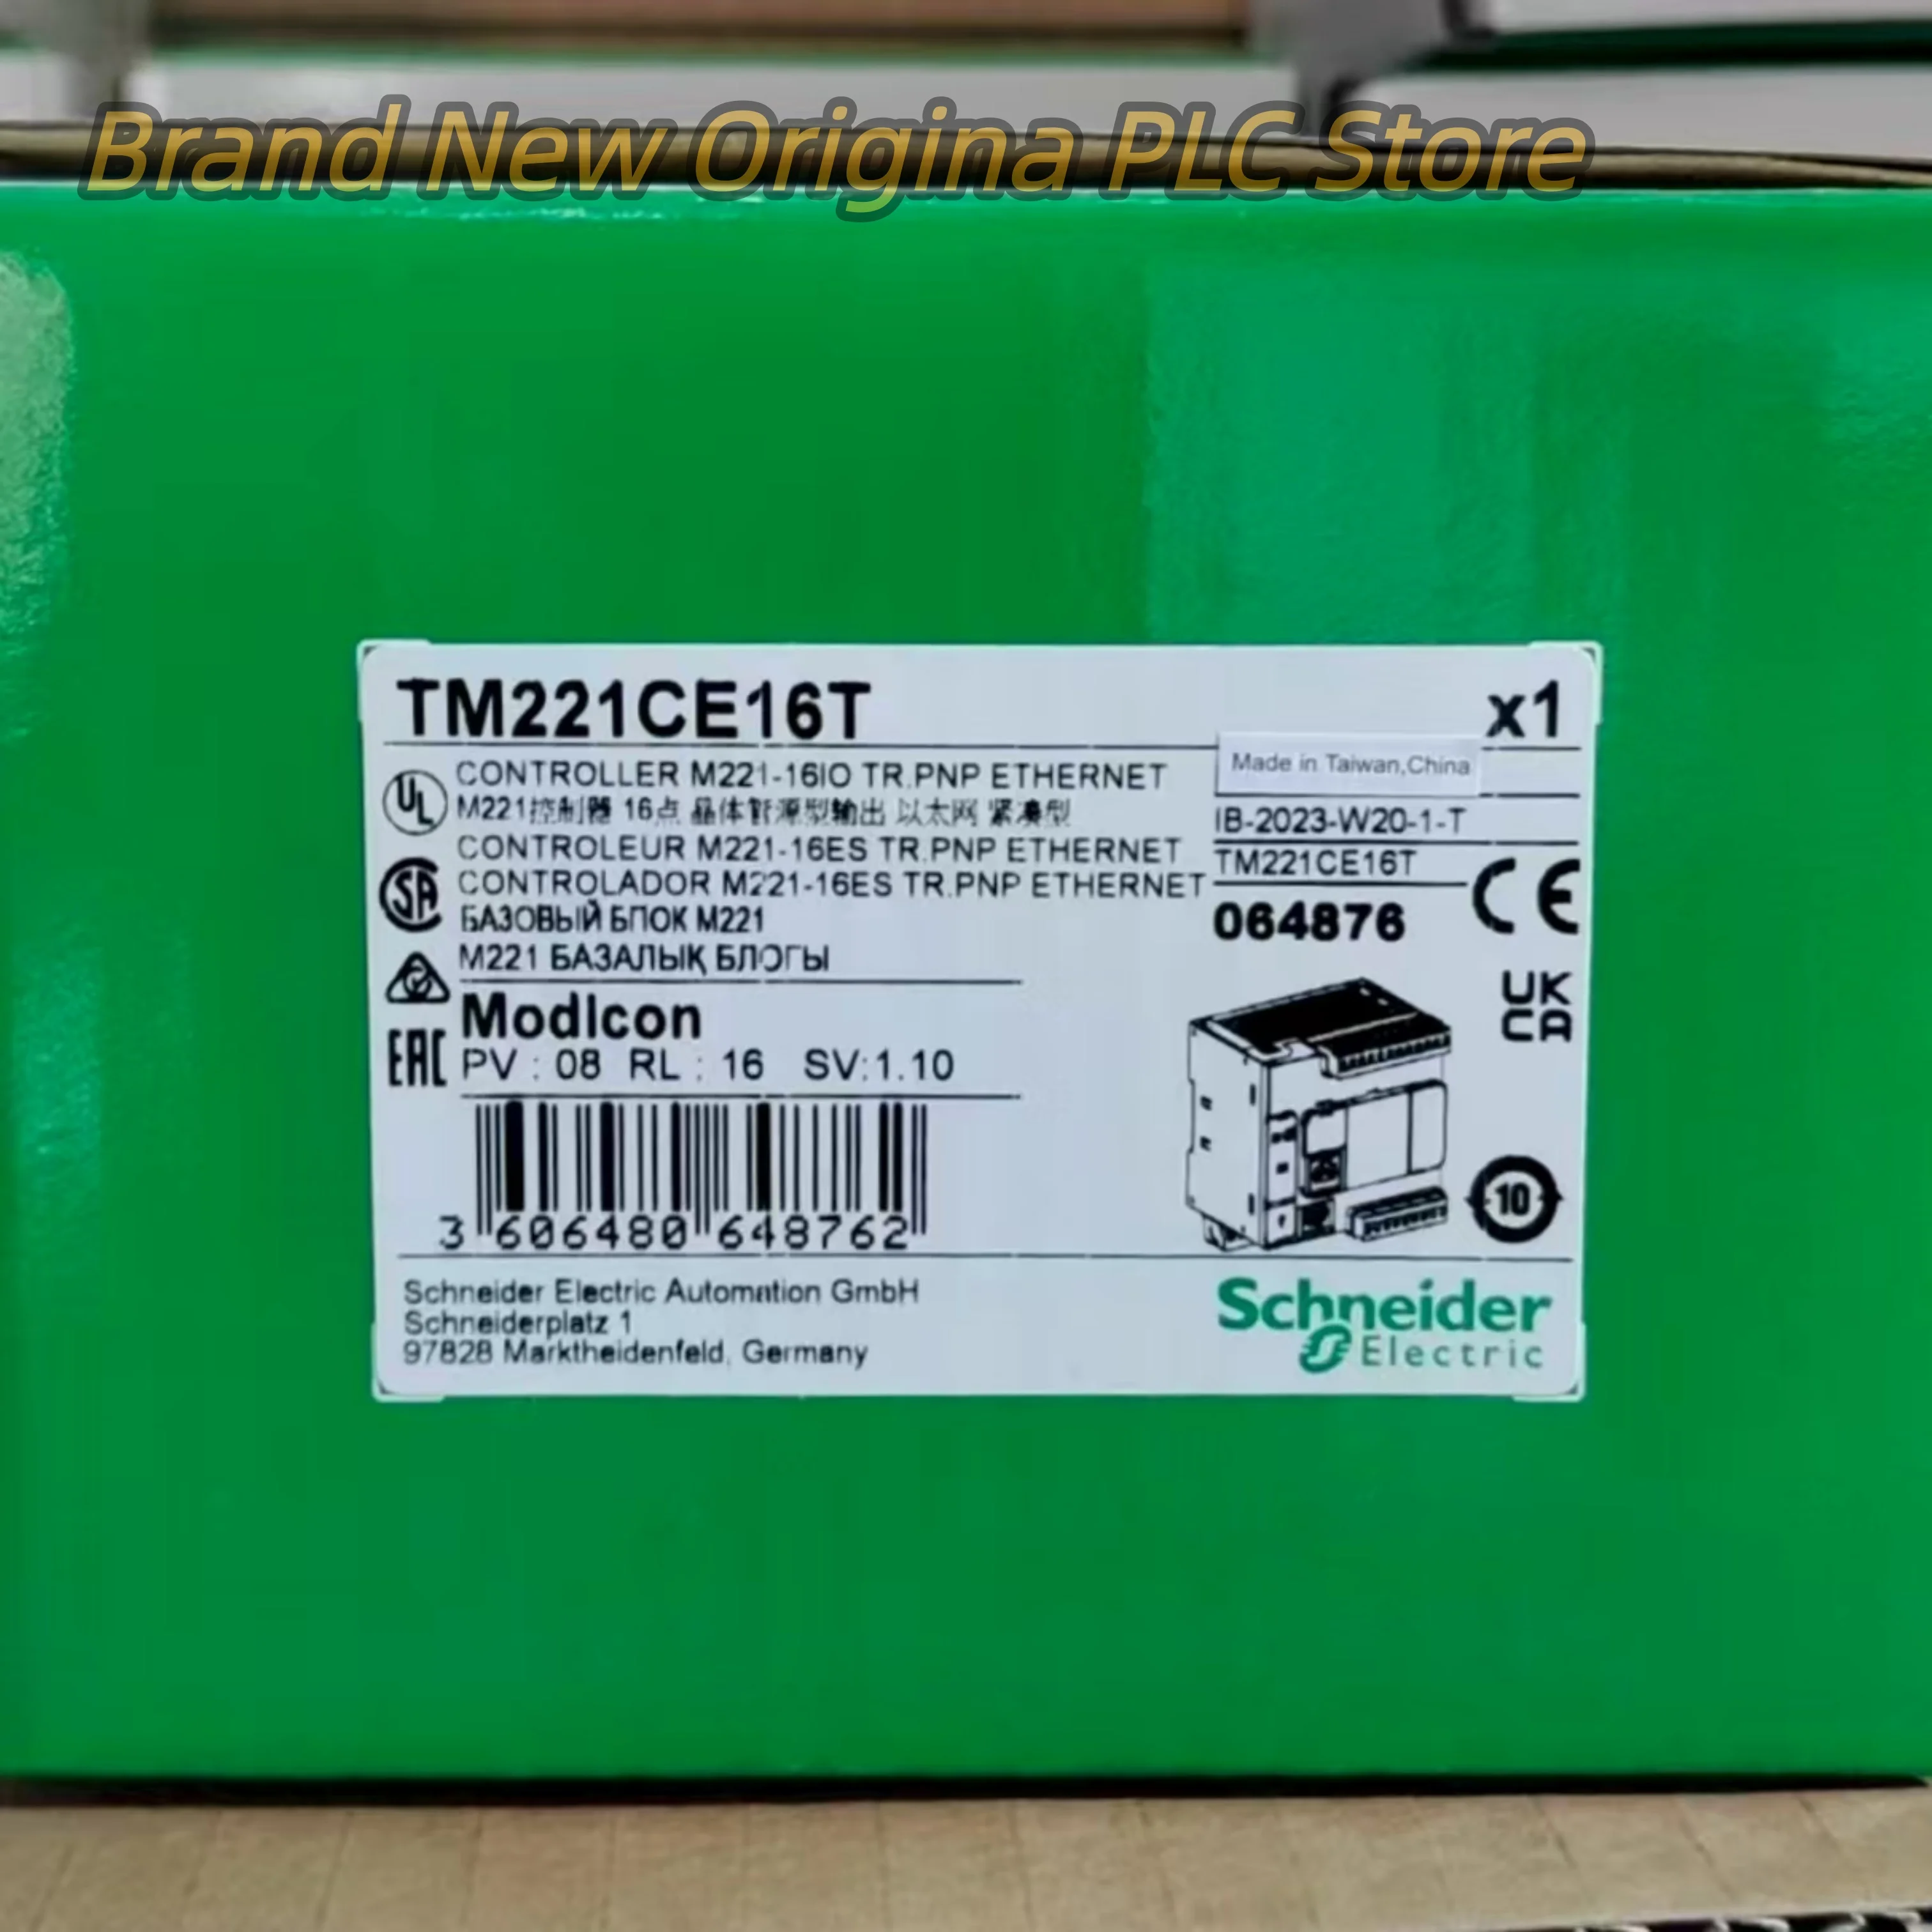 Brand New Origina PLC Store
TM221CE16T
x1
Made in Taiwan,China
UL
CONTROLLER M221-16IO TR.PNP ETHERNET
M221控制器 16点 晶体管源型输出 以太网 紧凑型
CONTROLEUR M221-16ES TR.PNP ETHERNET
CONTROLADOR M221-16ES TR.PNP ETHERNET
БАЗОВЫЙ БЛОК M221
M221 БАЗАЛЫҚ БЛОГЫ
IB-2023-W20-1-T
TM221CE16T
064876
SA
CE
UK
CA
EAC
ModIcon
PV : 08 RL : 16 SV:1.10
3 606480 648762
10
Schneider Electric Automation GmbH
Schneiderplatz 1
97828 Marktheidenfeld, Germany
Schneider
Electric